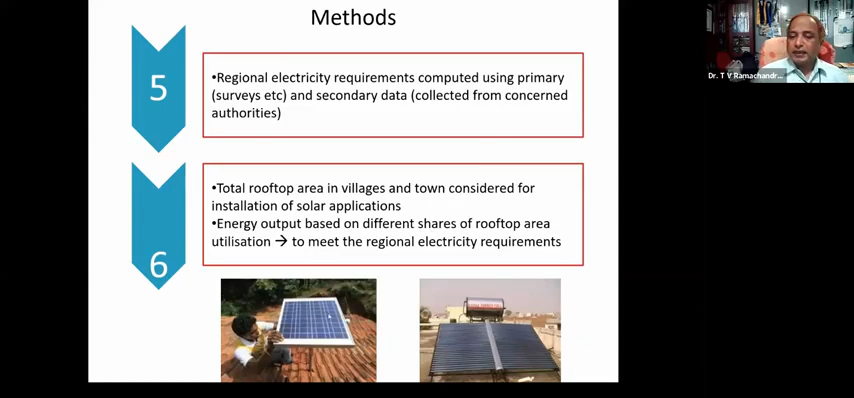 Methods
Dr. T V Ramachandr...
5
•Regional electricity requirements computed using primary
(surveys etc) and secondary data (collected from concerned
authorities)
•Total rooftop area in villages and town considered for
installation of solar applications
•Energy output based on different shares of rooftop area
utilisation → to meet the regional electricity requirements
6